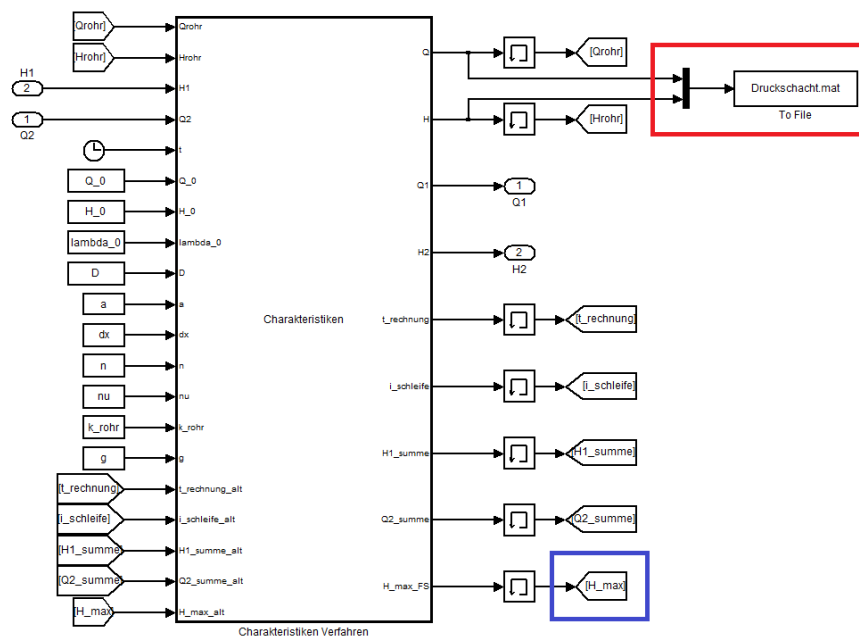 [Qrohr]
Qrohr
[Hrohr]
Hrohr
H1
2
H1
1
Q2
Q2
t
Q_0
Q_0
H_0
H_0
lambda_0
lambda_0
D
D
a
a
dx
dx
n
n
nu
nu
k_rohr
k_rohr
g
g
[t_rechnung]
t_rechnung_alt
[i_schleife]
i_schleife_alt
[H1_summe]
H1_summe_alt
[Q2_summe]
Q2_summe_alt
[H_max]
H_max_alt
Charakteristiken
Charakteristiken Verfahren
Q
[Qrohr]
H
[Hrohr]
Druckschacht.mat
To File
Q1
1
Q1
H2
2
H2
t_rechnung
[t_rechnung]
i_schleife
[i_schleife]
H1_summe
[H1_summe]
Q2_summe
[Q2_summe]
H_max_FS
[H_max]